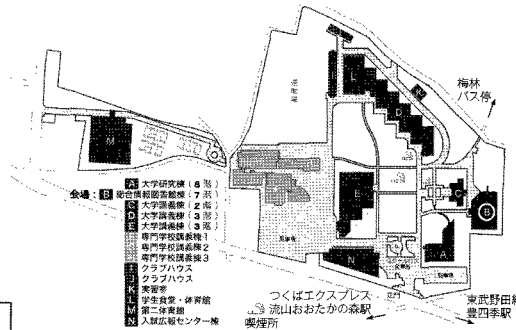 梅林
バス停
M
L
D
E
C
B
N
A
A 大学研究棟(8階)
会場:B 総合情報図書館棟(7階)
C 大学講義棟(2階)
D 大学講義棟(3階)
E 大学講義棟(3階)
専門学校講義棟1
専門学校講義棟2
専門学校講義棟3
クラブハウス
クラブハウス
K 実習棟
L 学生食堂・体育館
M 第二体育館
N 入試広報センター棟
正門
つくばエクスプレス
流山おおたかの森駅
喫煙所
東武野田線
豊四季駅